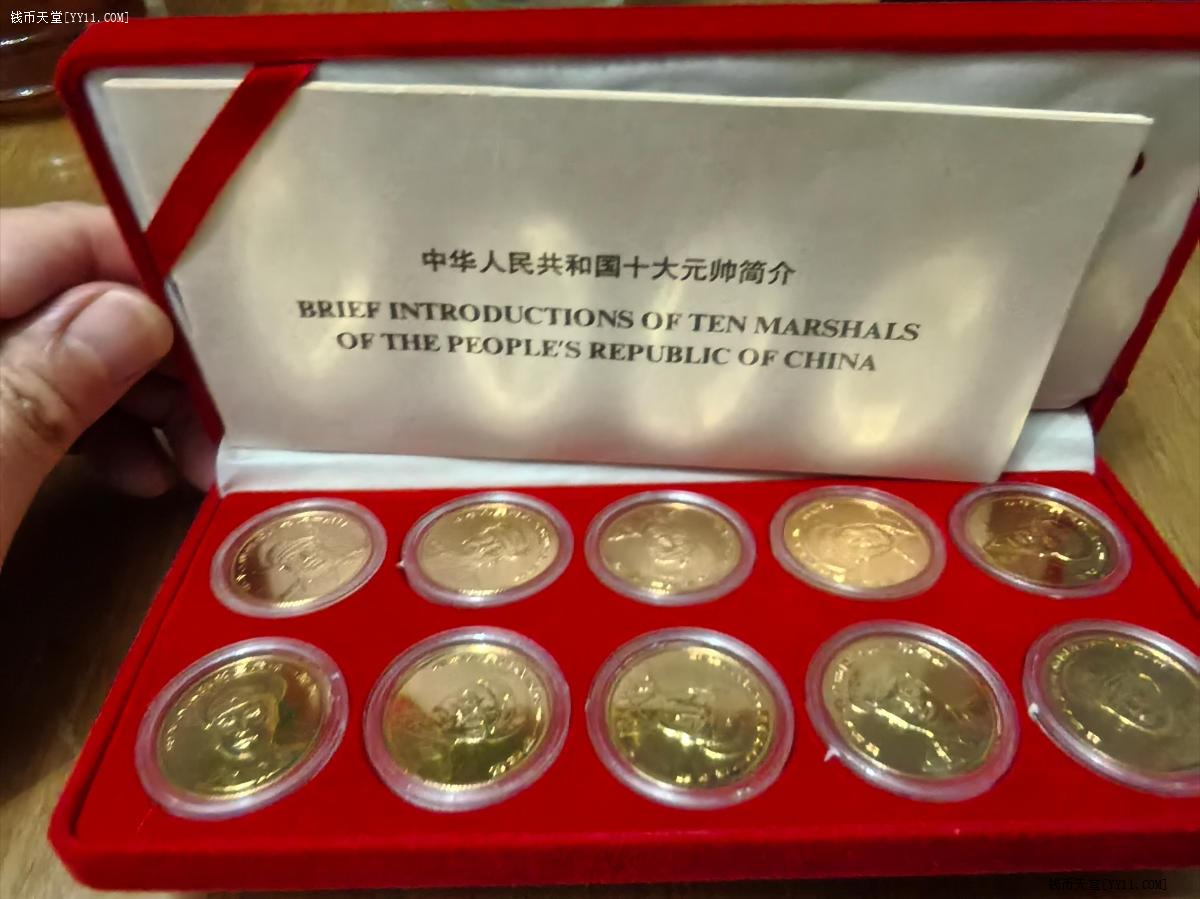 钱币天堂[YY11.COM]
中华人民共和国十大元帅简介
BRIEF INTRODUCTIONS OF TEN MARSHALS
OF THE PEOPLE'S REPUBLIC OF CHINA
钱币天堂[YY11.COM]